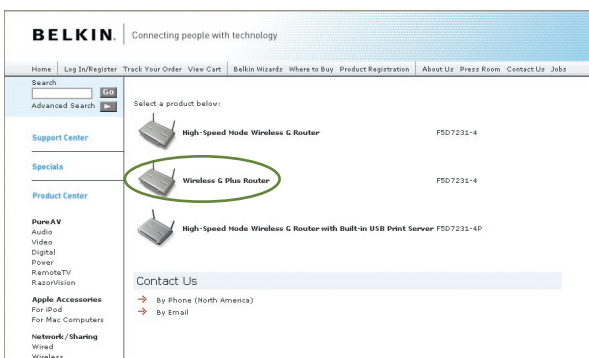 BELKIN. Connecting people with technology
Home Log In/Register Track Your Order View Cart Belkin Wizards Where to Buy Product Registration About Us Press Room Contact Us Jobs
Search
Go
Advanced Search
Select a product below:
High-Speed Mode Wireless G Router F5D7231-4
Support Center
Specials
Wireless G Plus Router F5D7231-4
Product Center
PureAV
Audio
Video
Digital
Power
RemoteTV
RazorVision
High-Speed Mode Wireless G Router with Built-in USB Print Server F5D7231-4P
Contact Us
By Phone (North America)
By Email
Apple Accessories
For iPod
For Mac Computers
Network/Sharing
Wired
Wireless